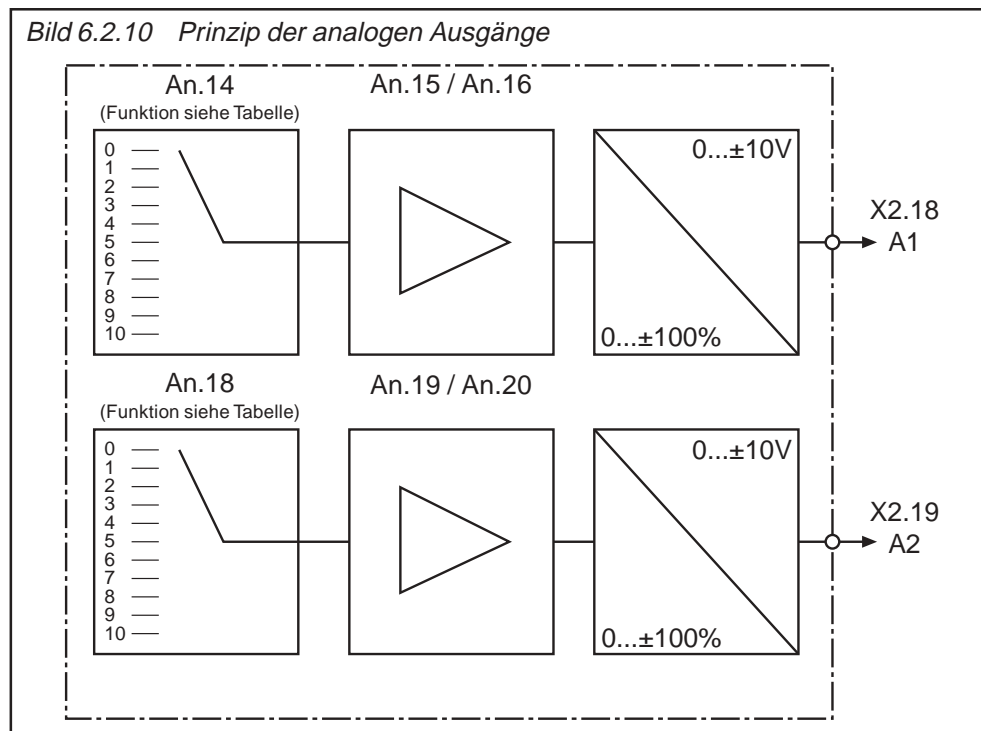 Bild 6.2.10 Prinzip der analogen Ausgänge
An.14
An.15 / An.16
(Funktion siehe Tabelle)
0
1
2
3
4
5
6
7
8
9
10
0...±10V
0...±100%
X2.18
A1
An.18
An.19 / An.20
(Funktion siehe Tabelle)
0
1
2
3
4
5
6
7
8
9
10
0...±10V
0...±100%
X2.19
A2